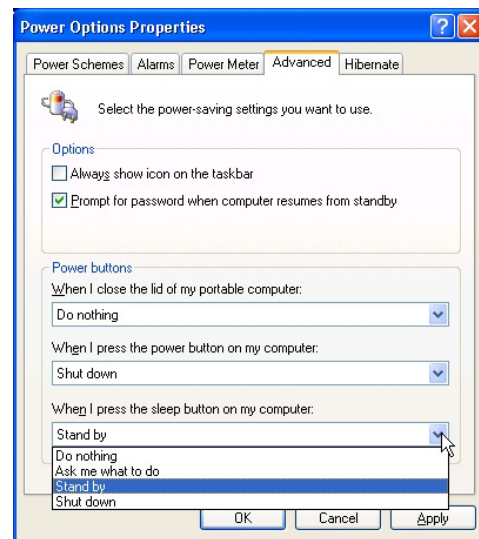 Power Options Properties
Power Schemes Alarms Power Meter Advanced Hibernate
Select the power-saving settings you want to use.
Options
Always show icon on the taskbar
Prompt for password when computer resumes from standby
Power buttons
When I close the lid of my portable computer:
Do nothing
When I press the power button on my computer:
Shut down
When I press the sleep button on my computer:
Stand by
Do nothing
Ask me what to do
Stand by
Shut down
OK Cancel Apply